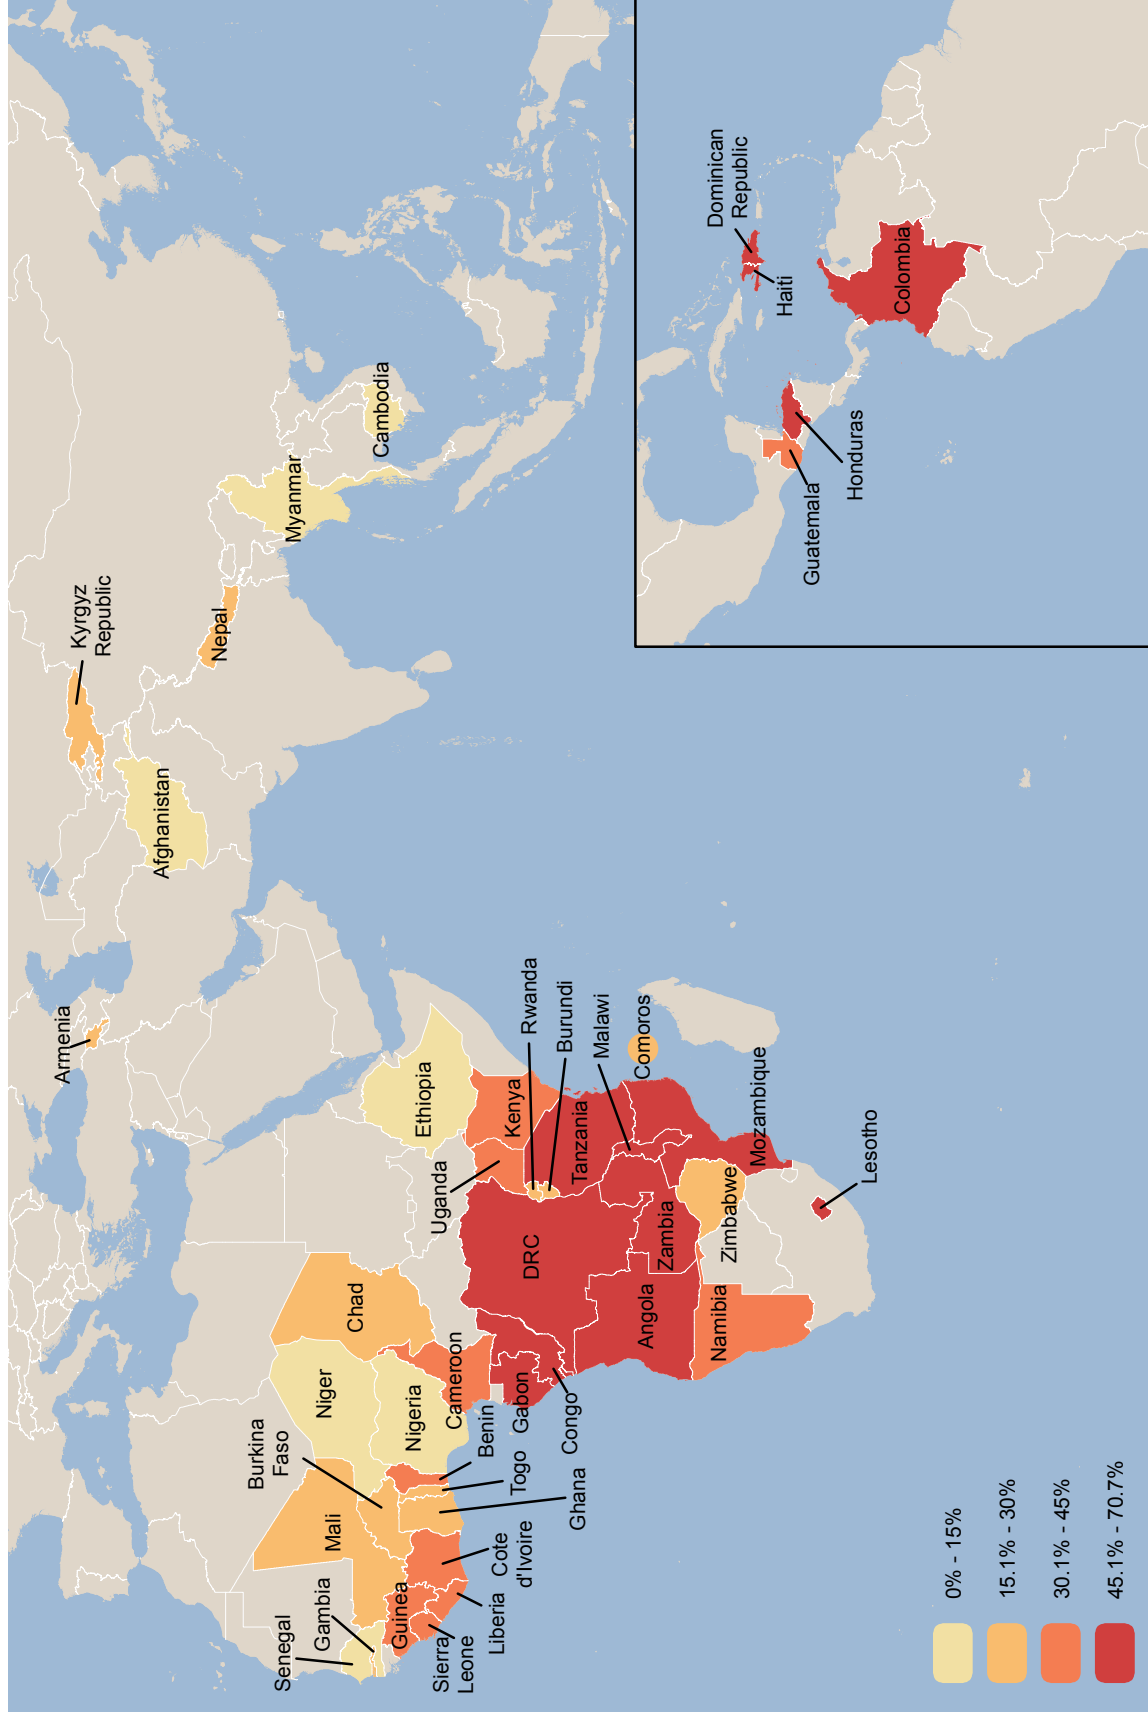 Kyrgyz
Republic
Armenia
Afghanistan
Nepal
Myanmar
Cambodia
Senegal
Gambia
Mali
Burkina
Faso
Niger
Chad
Guinea
Sierra
Leone
Liberia
Cote
d'Ivoire
Ghana
Togo
Benin
Nigeria
Cameroon
Gabon
Congo
DRC
Uganda
Ethiopia
Kenya
Rwanda
Burundi
Tanzania
Malawi
Comoros
Angola
Zambia
Namibia
Zimbabwe
Mozambique
Lesotho
Dominican
Republic
Haiti
Guatemala
Honduras
Colombia
0% - 15%
15.1% - 30%
30.1% - 45%
45.1% - 70.7%